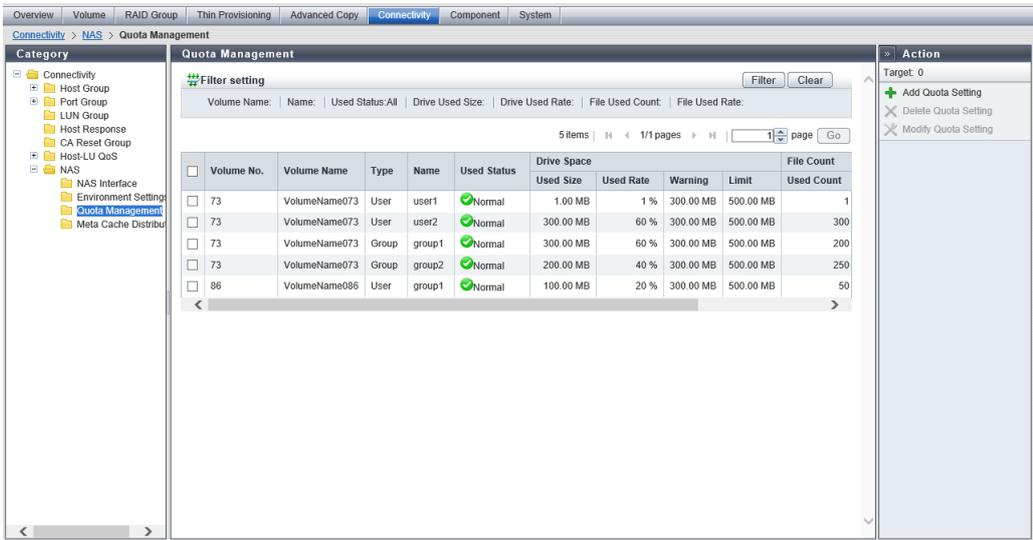 Overview Volume RAID Group Thin Provisioning Advanced Copy Connectivity Component System
Connectivity > NAS > Quota Management
Category
Connectivity
Host Group
Port Group
LUN Group
Host Response
CA Reset Group
Host-LU QoS
NAS
NAS Interface
Environment Settings
Quota Management
Meta Cache Distribut
Quota Management
Filter setting Filter Clear
Volume Name: Name: Used Status:All Drive Used Size: Drive Used Rate: File Used Count: File Used Rate:
5 items 1/1 pages 1 page Go
Volume No. Volume Name Type Name Used Status Drive Space File Count
Used Size Used Rate Warning Limit Used Count
73 VolumeName073 User user1 Normal 1.00 MB 1 % 300.00 MB 500.00 MB 1
73 VolumeName073 User user2 Normal 300.00 MB 60 % 300.00 MB 500.00 MB 300
73 VolumeName073 Group group1 Normal 300.00 MB 60 % 300.00 MB 500.00 MB 200
73 VolumeName073 Group group2 Normal 200.00 MB 40 % 300.00 MB 500.00 MB 250
86 VolumeName086 User group1 Normal 100.00 MB 20 % 300.00 MB 500.00 MB 50
» Action
Target: 0
Add Quota Setting
Delete Quota Setting
Modify Quota Setting